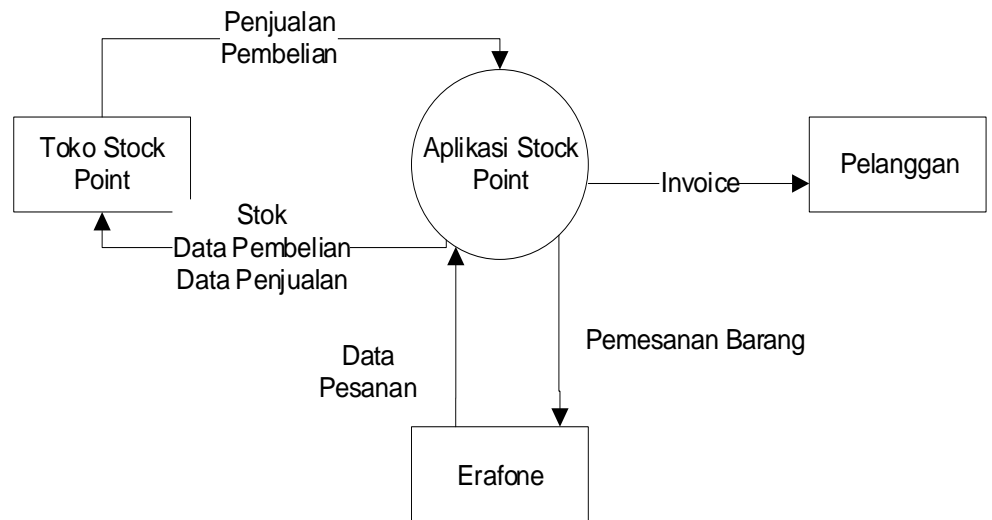 Penjualan
Pembelian
Toko Stock
Point
Aplikasi Stock
Point
Pelanggan
Invoice
Stok
Data Pembelian
Data Penjualan
Data
Pesanan
Pemesanan Barang
Erafone